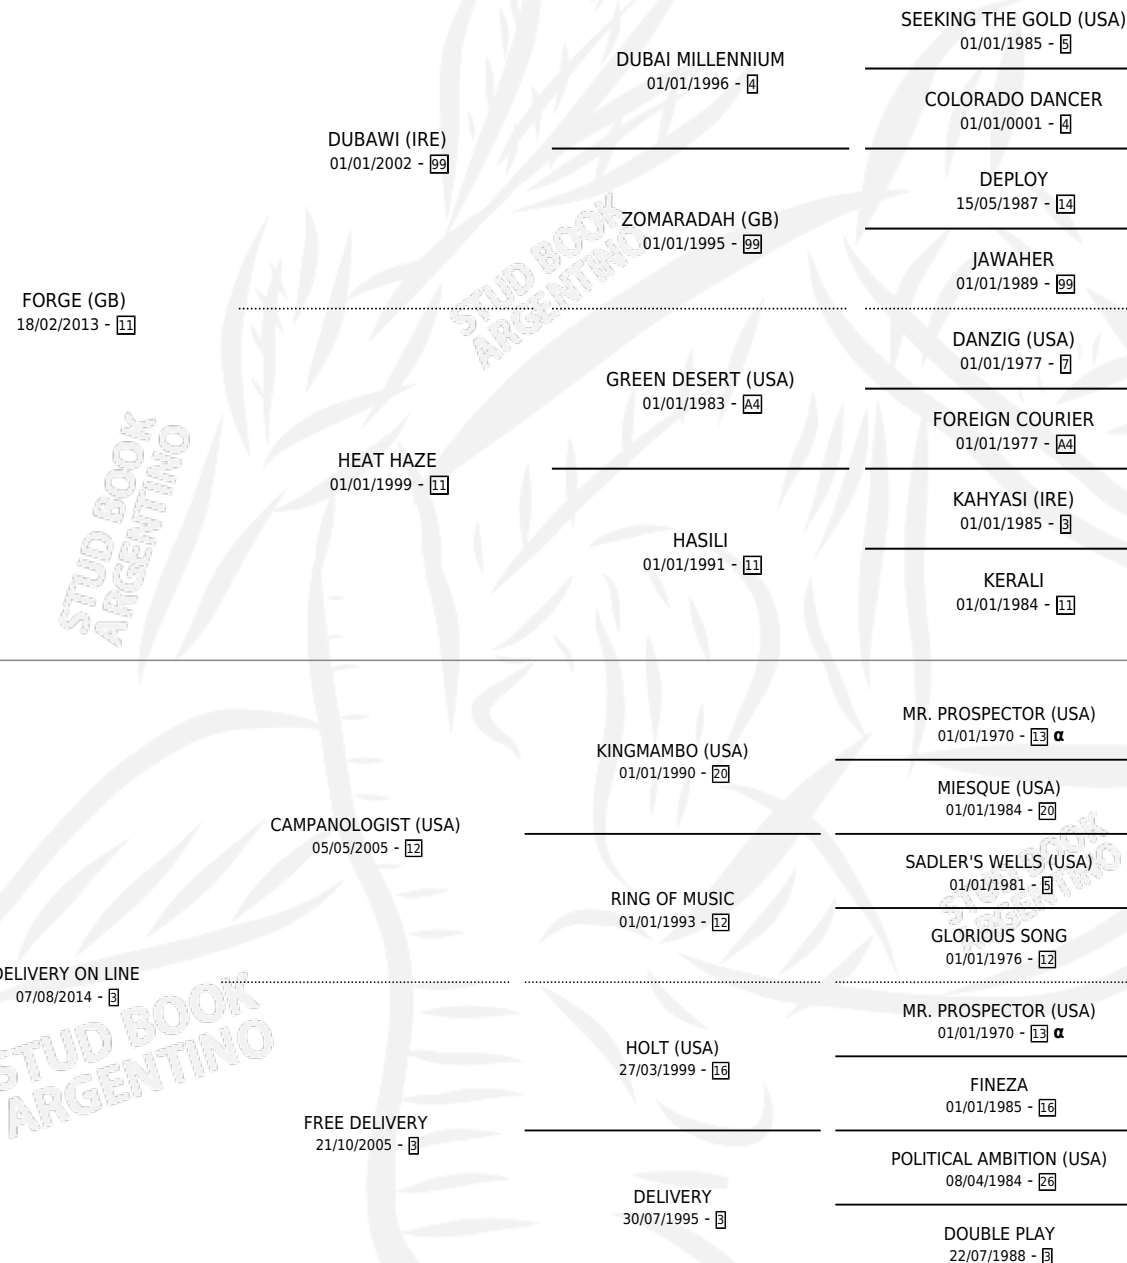 SEEKING THE GOLD (USA)
01/01/1985 - 5
DUBAI MILLENNIUM
01/01/1996 - 4
COLORADO DANCER
01/01/0001 - 4
DUBAWI (IRE)
01/01/2002 - 99
DEPLOY
15/05/1987 - 14
ZOMARADAH (GB)
01/01/1995 - 99
JAWAHER
01/01/1989 - 99
FORGE (GB)
18/02/2013 - 11
DANZIG (USA)
01/01/1977 - 7
GREEN DESERT (USA)
01/01/1983 - A4
FOREIGN COURIER
01/01/1977 - A4
HEAT HAZE
01/01/1999 - 11
KAHYASI (IRE)
01/01/1985 - 3
HASILI
01/01/1991 - 11
KERALI
01/01/1984 - 11
MR. PROSPECTOR (USA)
01/01/1970 - 13 α
KINGMAMBO (USA)
01/01/1990 - 20
MIESQUE (USA)
01/01/1984 - 20
CAMPANOLOGIST (USA)
05/05/2005 - 12
SADLER'S WELLS (USA)
01/01/1981 - 5
RING OF MUSIC
01/01/1993 - 12
GLORIOUS SONG
01/01/1976 - 12
DELIVERY ON LINE
07/08/2014 - 3
MR. PROSPECTOR (USA)
01/01/1970 - 13 α
HOLT (USA)
27/03/1999 - 16
FINEZA
01/01/1985 - 16
FREE DELIVERY
21/10/2005 - 3
POLITICAL AMBITION (USA)
08/04/1984 - 26
DELIVERY
30/07/1995 - 3
DOUBLE PLAY
22/07/1988 - 3
STUD BOOK
ARGENTINO
STUD BOOK
ARGENTINO
STUD BOOK
ARGENTINO
STUD BOOK
ARGENTINO